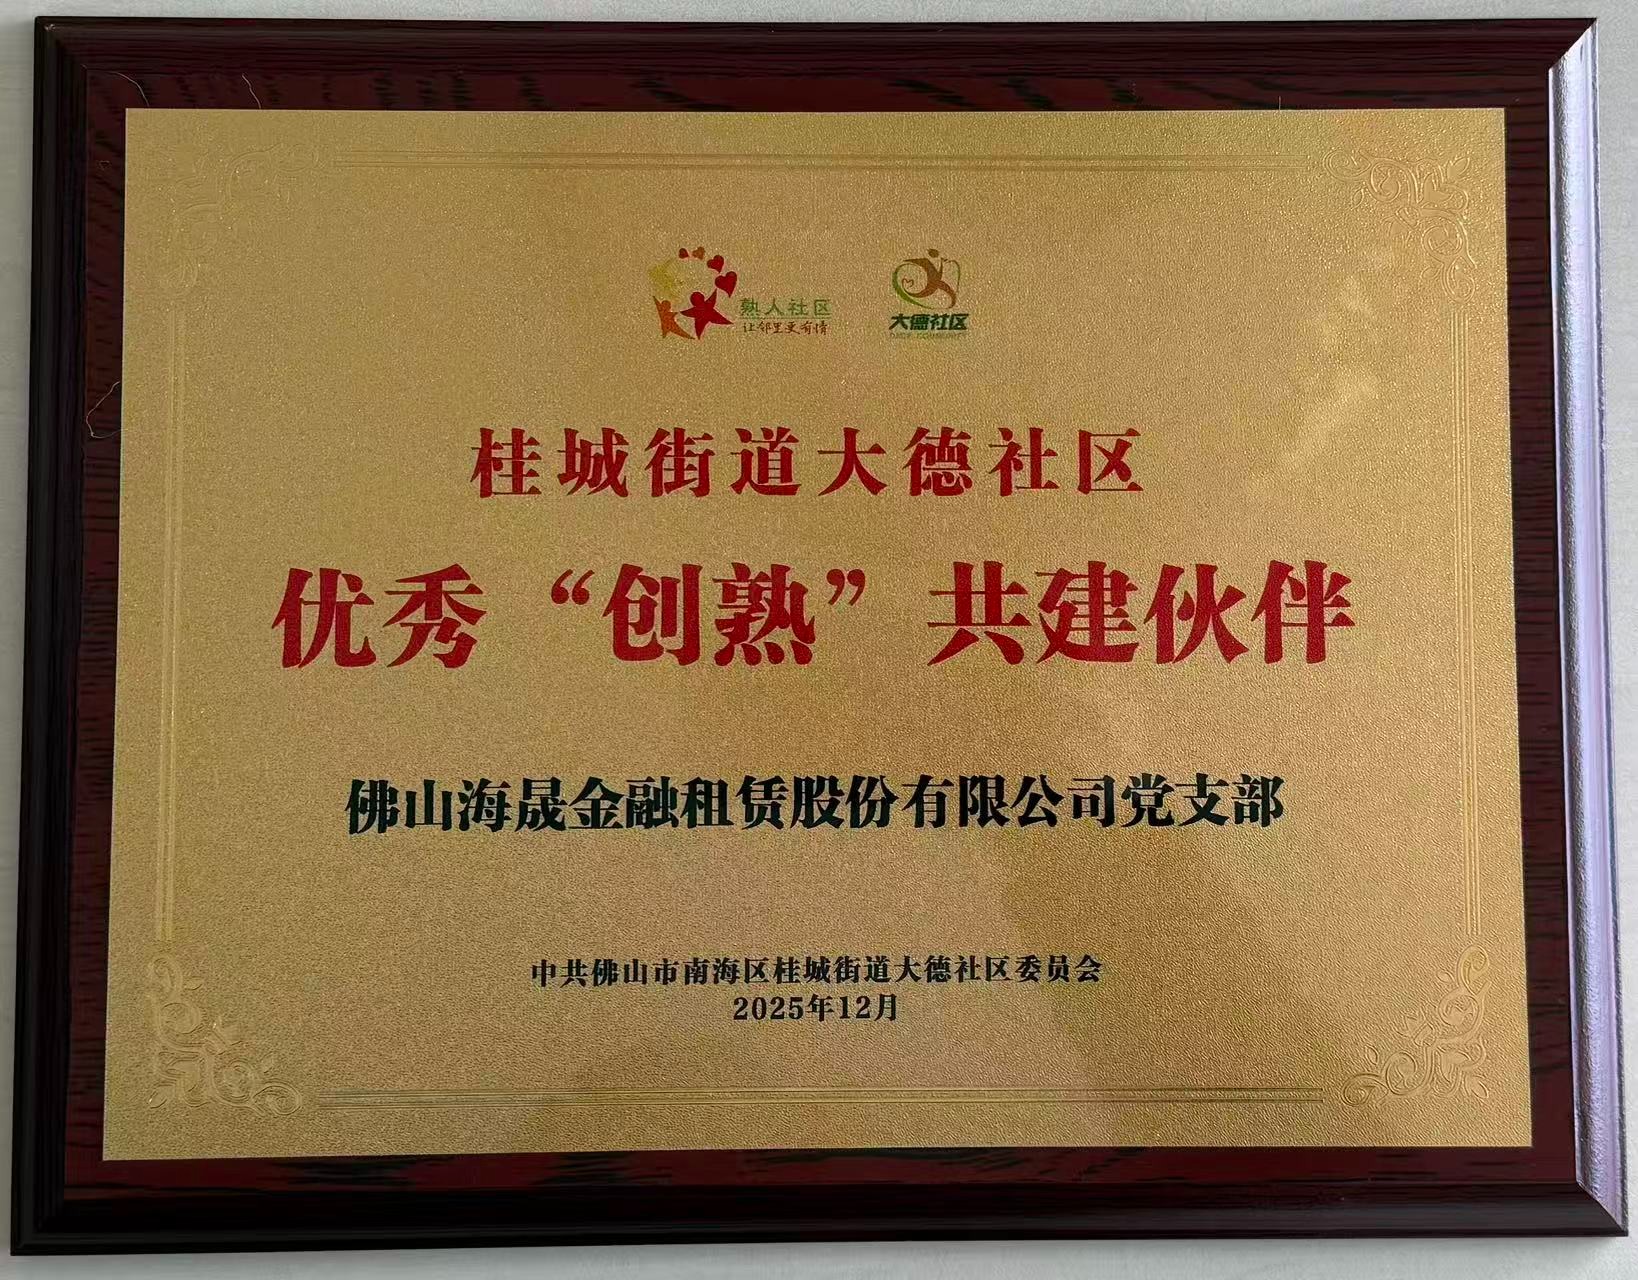 熟人社区
让邻里更有情
大德社区
桂城街道大德社区
优秀“创熟”共建伙伴
佛山海晟金融租赁股份有限公司党支部
中共佛山市南海区桂城街道大德社区委员会
2025年12月